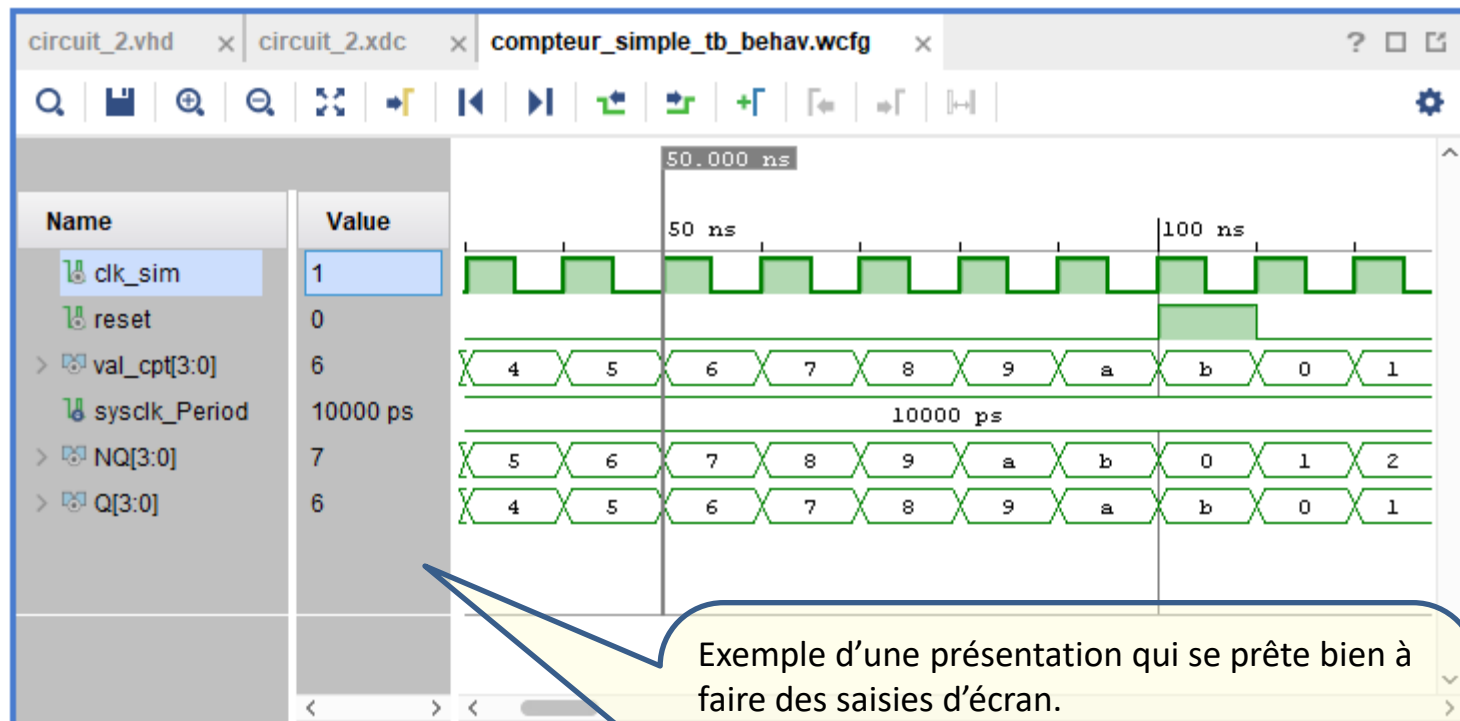 circuit_2.vhd × circuit_2.xdc × compteur_simple_tb_behav.wcfg × ?
50.000 ns
Name Value
50 ns 100 ns
clk_sim 1
reset 0
> val_cpt[3:0] 6 4 5 6 7 8 9 a b 0 1
sysclk_Period 10000 ps 10000 ps
> NQ[3:0] 7 5 6 7 8 9 a b 0 1 2
> Q[3:0] 6 4 5 6 7 8 9 a b 0 1
Exemple d’une présentation qui se prête bien à
faire des saisies d’écran.